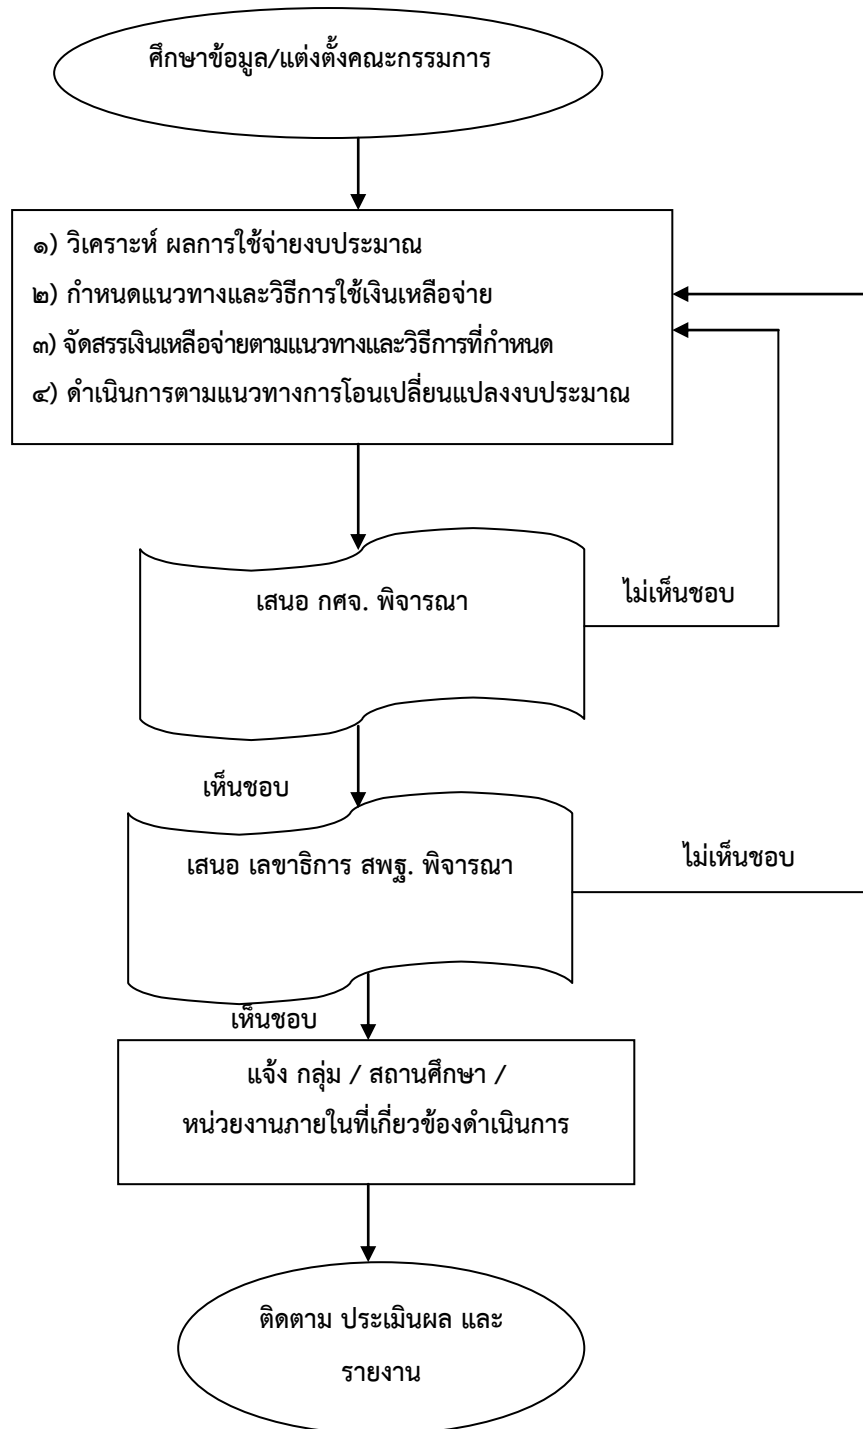 ศึกษาข้อมูล/แต่งตั้งคณะกรรมการ
๑) วิเคราะห์ ผลการใช้จ่ายงบประมาณ
๒) กำหนดแนวทางและวิธีการใช้เงินเหลือจ่าย
๓) จัดสรรเงินเหลือจ่ายตามแนวทางและวิธีการที่กำหนด
๔) ดำเนินการตามแนวทางการโอนเปลี่ยนแปลงงบประมาณ
เสนอ กศจ. พิจารณา
ไม่เห็นชอบ
เห็นชอบ
เสนอ เลขาธิการ สพฐ. พิจารณา
ไม่เห็นชอบ
เห็นชอบ
แจ้ง กลุ่ม / สถานศึกษา /
หน่วยงานภายในที่เกี่ยวข้องดำเนินการ
ติดตาม ประเมินผล และ
รายงาน